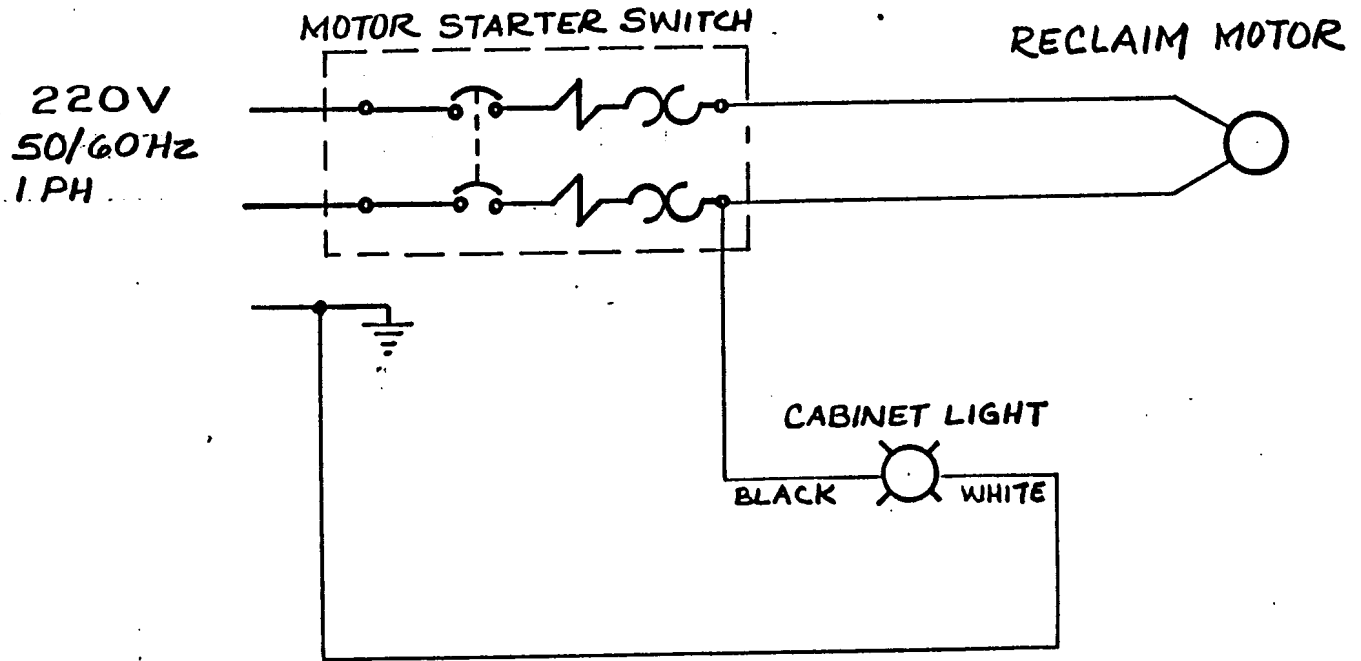 MOTOR STARTER SWITCH
RECLAIM MOTOR
220V
50/60Hz
1 PH
CABINET LIGHT
BLACK
WHITE